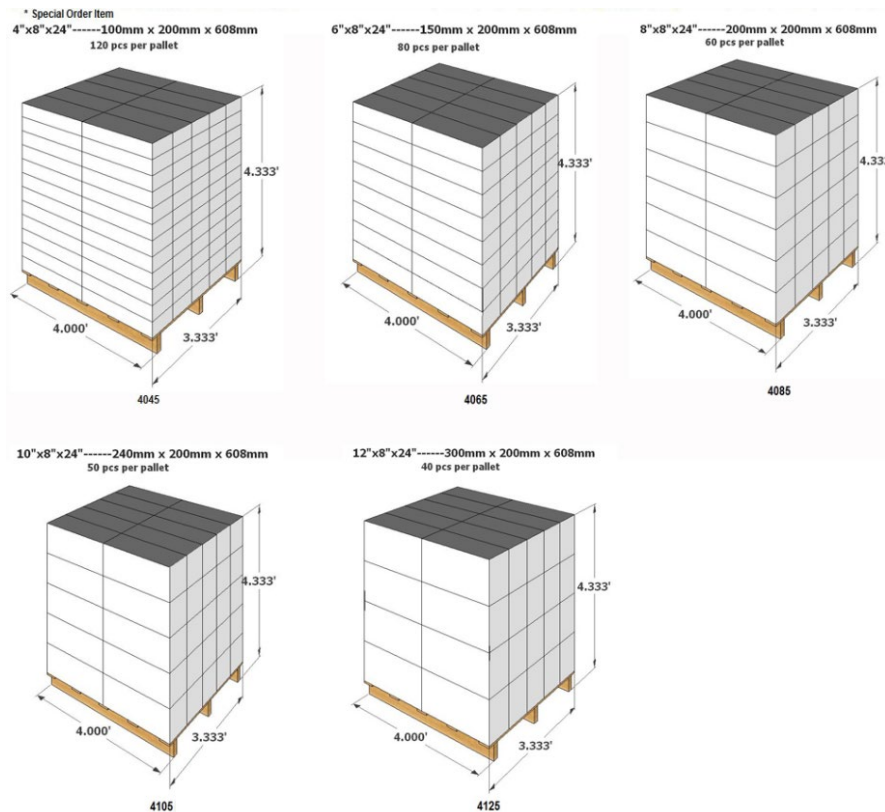 * Special Order Item
4"x8"x24"------100mm x 200mm x 608mm
120 pcs per pallet
6"x8"x24"------150mm x 200mm x 608mm
80 pcs per pallet
8"x8"x24"------200mm x 200mm x 608mm
60 pcs per pallet
4.333'
4.333'
4.333
4.000'
3.333'
4.000'
3.333'
4.000'
3.333'
4045
4065
4085
10"x8"x24"------240mm x 200mm x 608mm
50 pcs per pallet
12"x8"x24"------300mm x 200mm x 608mm
40 pcs per pallet
4.333'
4.333'
4.000'
3.333'
4.000'
3.333'
4105
4125